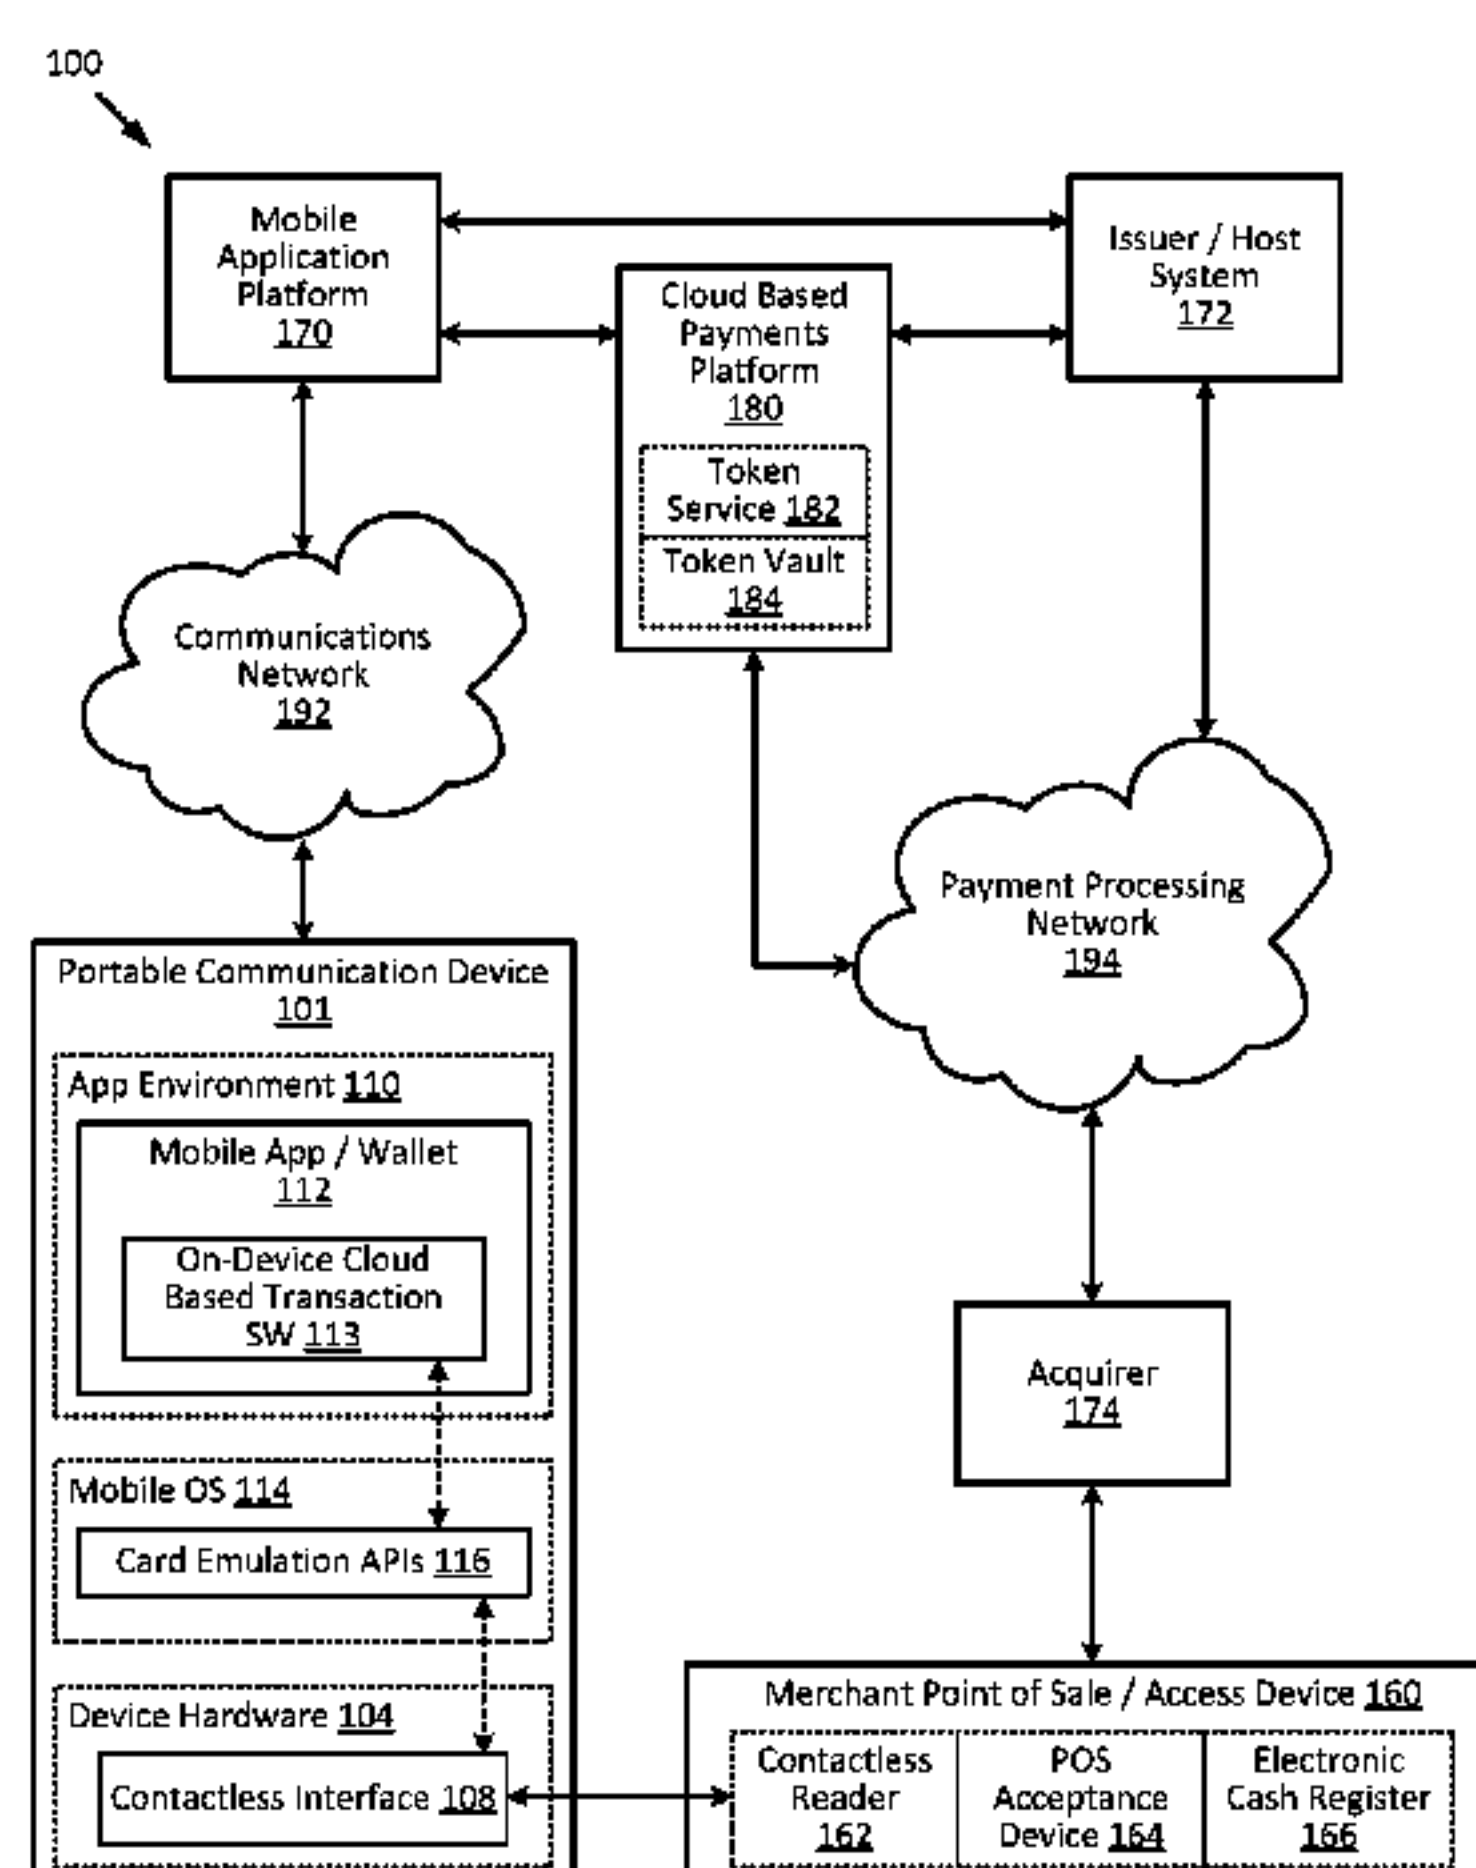 100
Mobile
Application
Platform
170
Issuer / Host
System
172
Cloud Based
Payments
Platform
180
Token
Service 182
Token Vault
184
Communications
Network
192
Payment Processing
Network
194
Portable Communication Device
101
App Environment 110
Mobile App / Wallet
112
On-Device Cloud
Based Transaction
SW 113
Acquirer
174
Mobile OS 114
Card Emulation APIs 116
Device Hardware 104
Contactless Interface 108
Merchant Point of Sale / Access Device 160
Contactless
Reader
162
POS
Acceptance
Device 164
Electronic
Cash Register
166